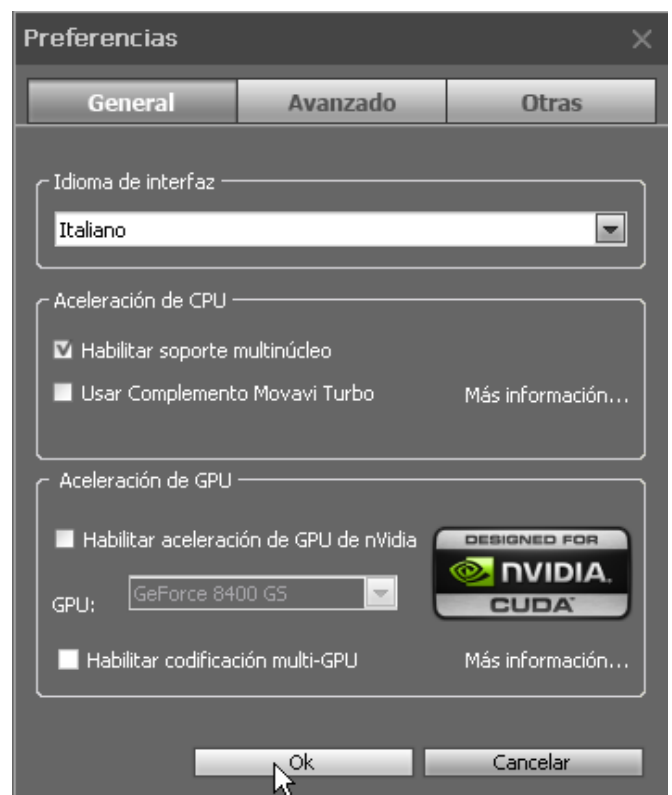 Preferencias
General
Avanzado
Otras
Idioma de interfaz
Italiano
Aceleración de CPU
Habilitar soporte multinúcleo
Usar Complemento Movavi Turbo
Más información...
Aceleración de GPU
Habilitar aceleración de GPU de nVidia
DESIGNED FOR
NVIDIA.
CUDA™
GPU:
GeForce 8400 GS
Habilitar codificación multi-GPU
Más información...
Ok
Cancelar